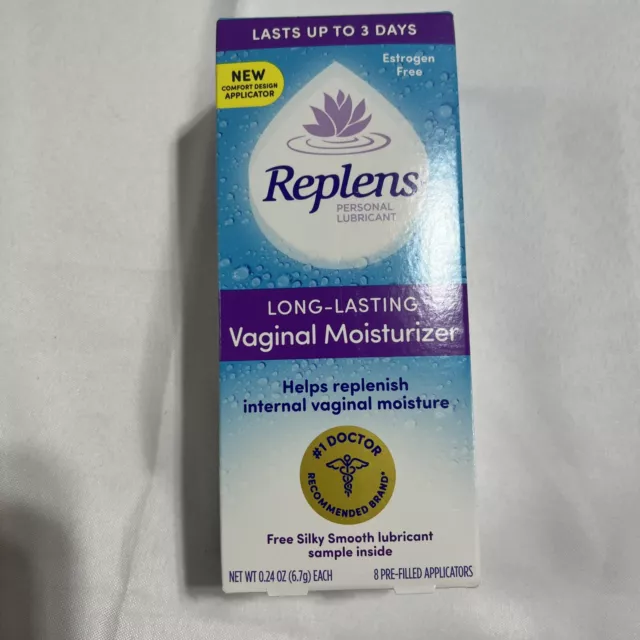 LASTS UP TO 3 DAYS
Estrogen
Free
NEW
COMFORT DESIGN
APPLICATOR
Replens
PERSONAL
LUBRICANT
LONG-LASTING
Vaginal Moisturizer
Helps replenish
internal vaginal moisture
#1 DOCTOR
RECOMMENDED BRAND*
Free Silky Smooth lubricant
sample inside
NET WT 0.24 OZ (6.7g) EACH
8 PRE-FILLED APPLICATORS